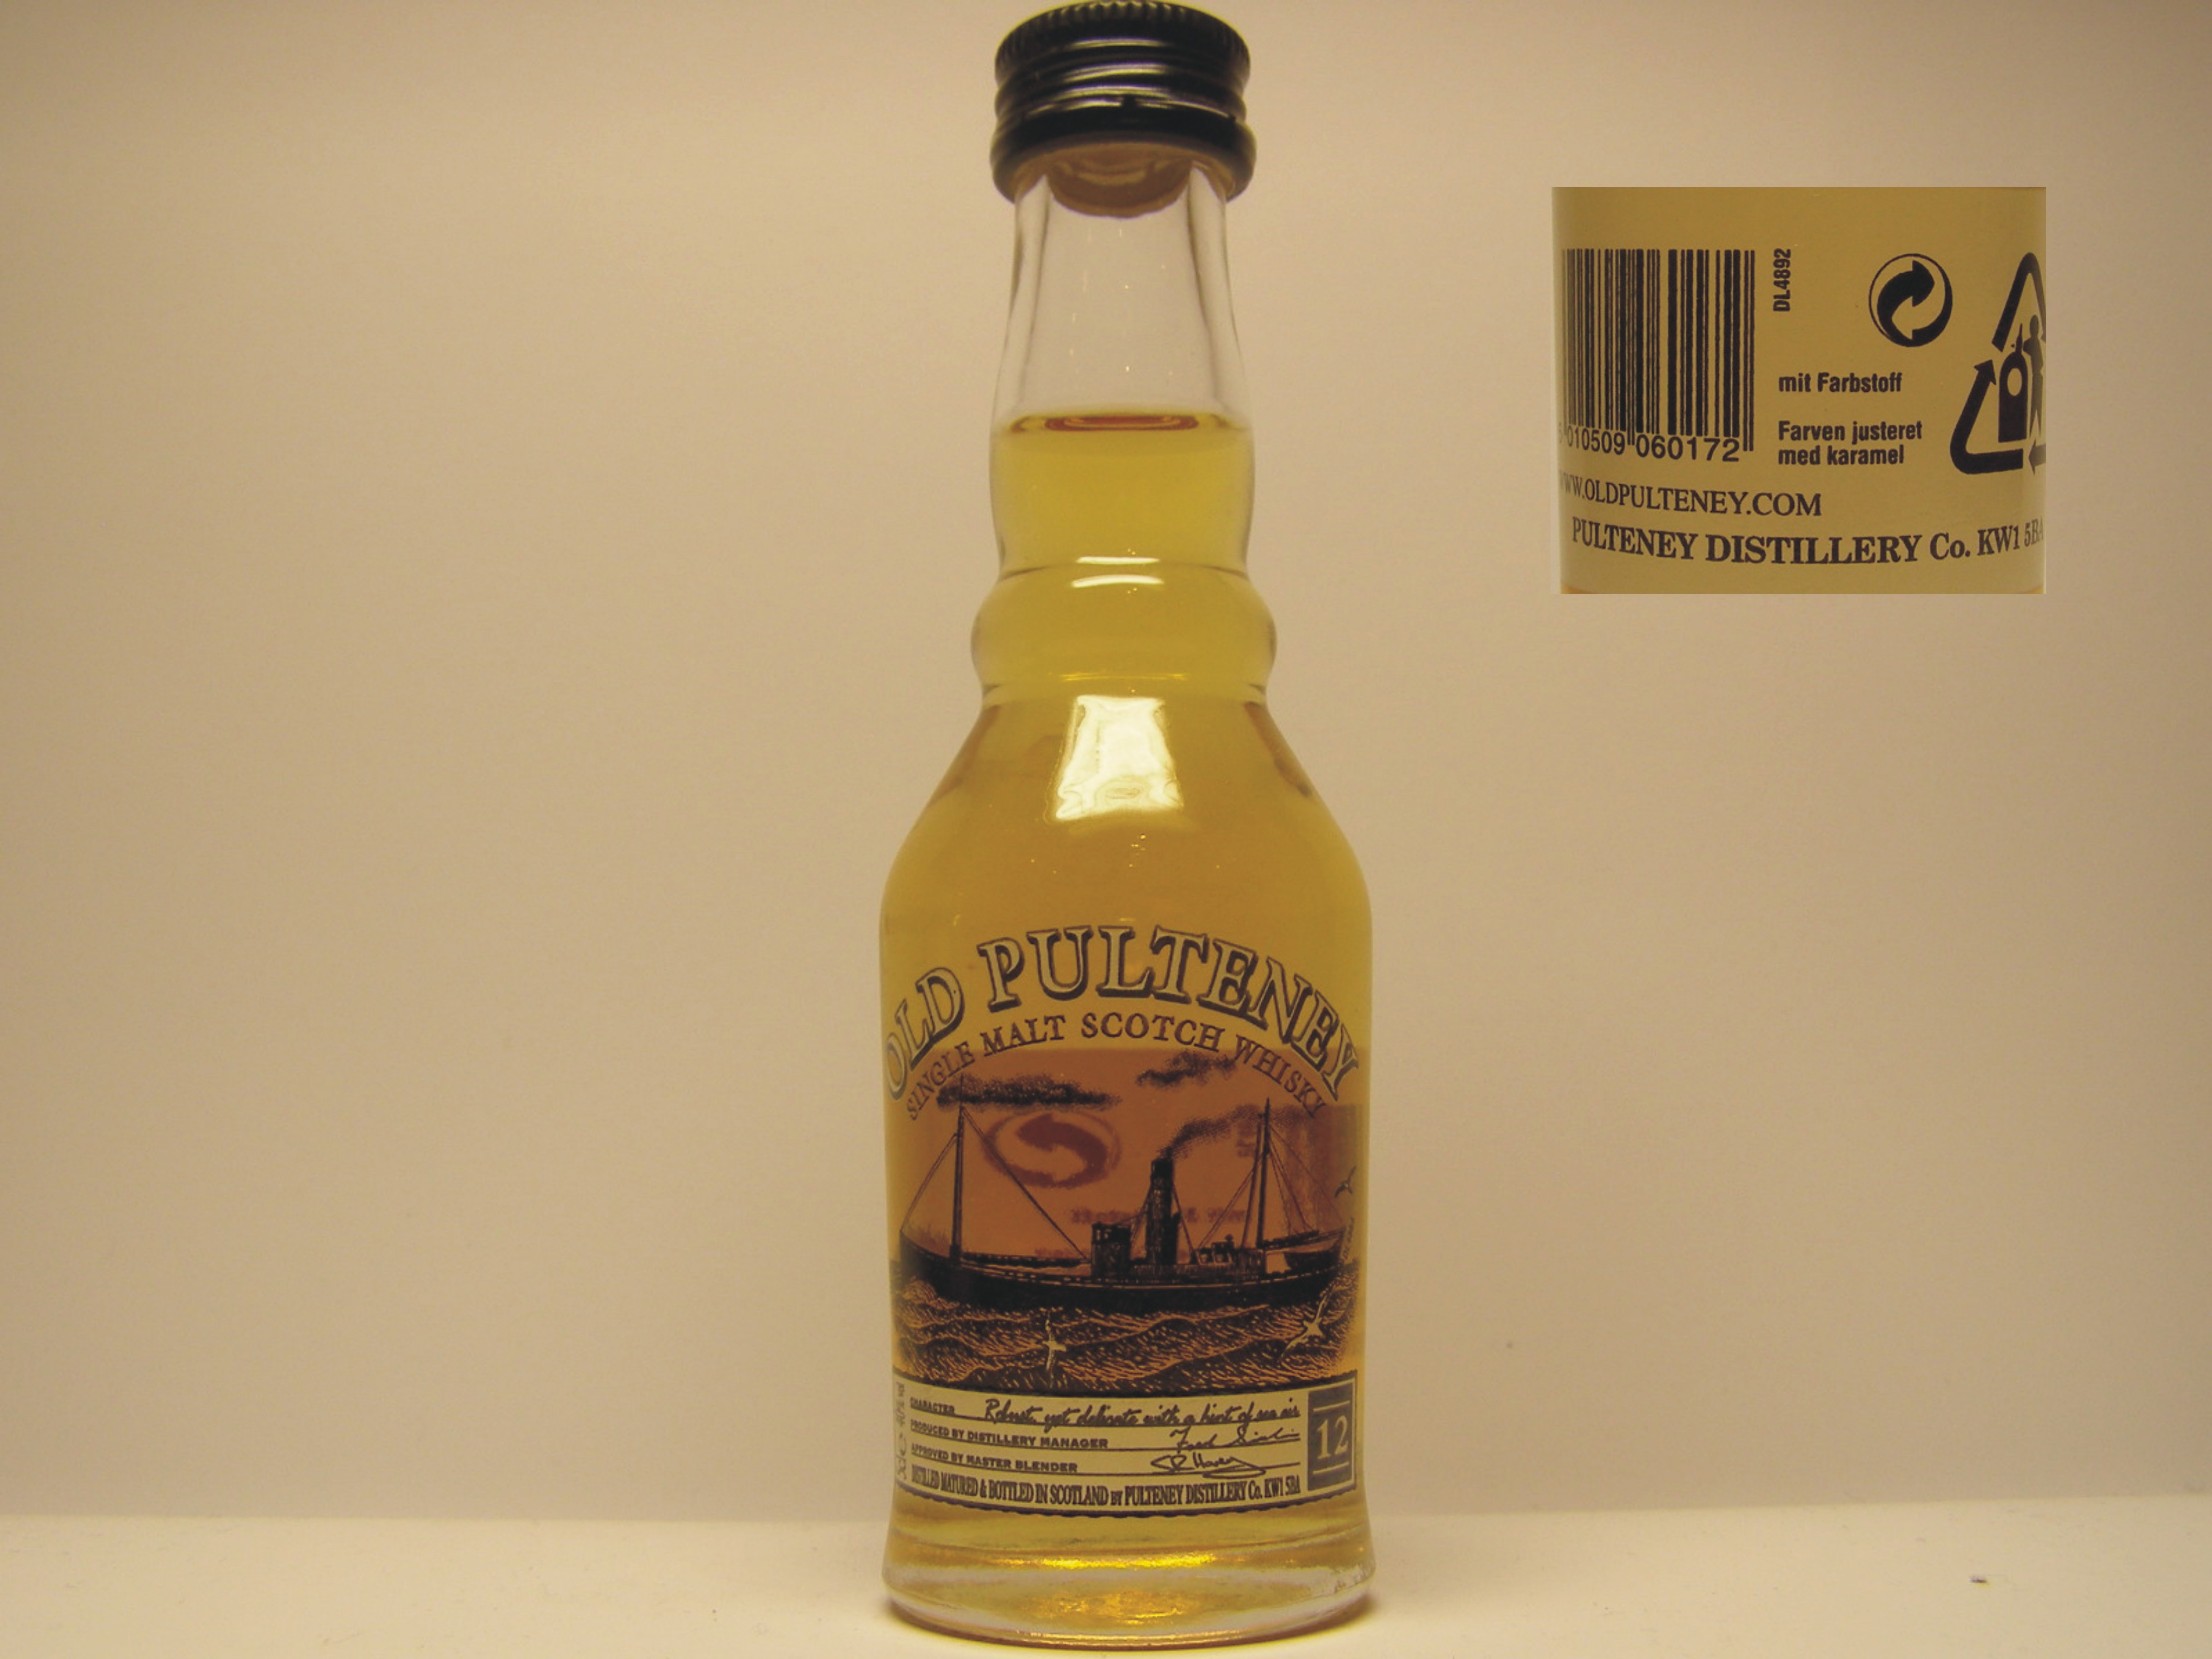 OLD PULTENEY
SINGLE MALT SCOTCH WHISKY
CHARACTER Robust yet delicate with a hint of sea air
PRODUCED BY DISTILLERY MANAGER
APPROVED BY MASTER BLENDER
DISTILLED MATURED & BOTTLED IN SCOTLAND BY PULTENEY DISTILLERY Co. KW1 5BA
12
DL4892
mit Farbstoff
Farven justeret
med karamel
010509 060172
WWW.OLDPULTENEY.COM
PULTENEY DISTILLERY Co. KW1 5BA